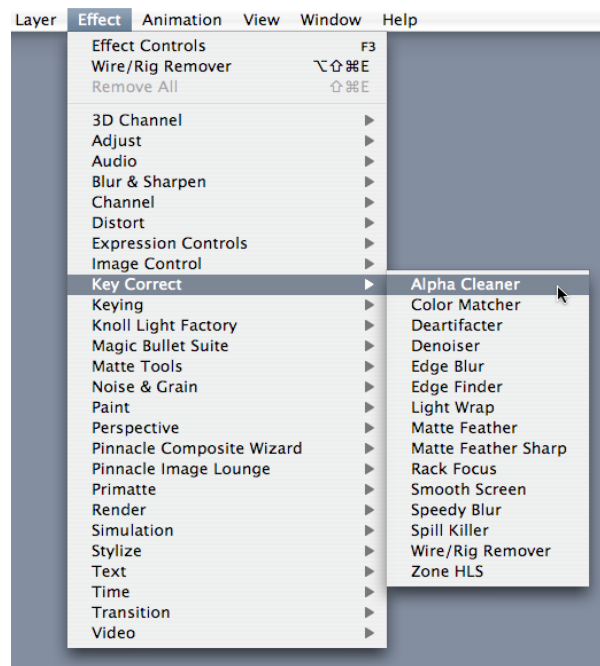 Layer Effect Animation View Window Help
Effect Controls F3
Wire/Rig Remover ⌥⇧⌘E
Remove All ⇧⌘E
3D Channel
Adjust
Audio
Blur & Sharpen
Channel
Distort
Expression Controls
Image Control
Key Correct
Keying
Knoll Light Factory
Magic Bullet Suite
Matte Tools
Noise & Grain
Paint
Perspective
Pinnacle Composite Wizard
Pinnacle Image Lounge
Primatte
Render
Simulation
Stylize
Text
Time
Transition
Video
Alpha Cleaner
Color Matcher
Deartifacter
Denoiser
Edge Blur
Edge Finder
Light Wrap
Matte Feather
Matte Feather Sharp
Rack Focus
Smooth Screen
Speedy Blur
Spill Killer
Wire/Rig Remover
Zone HLS